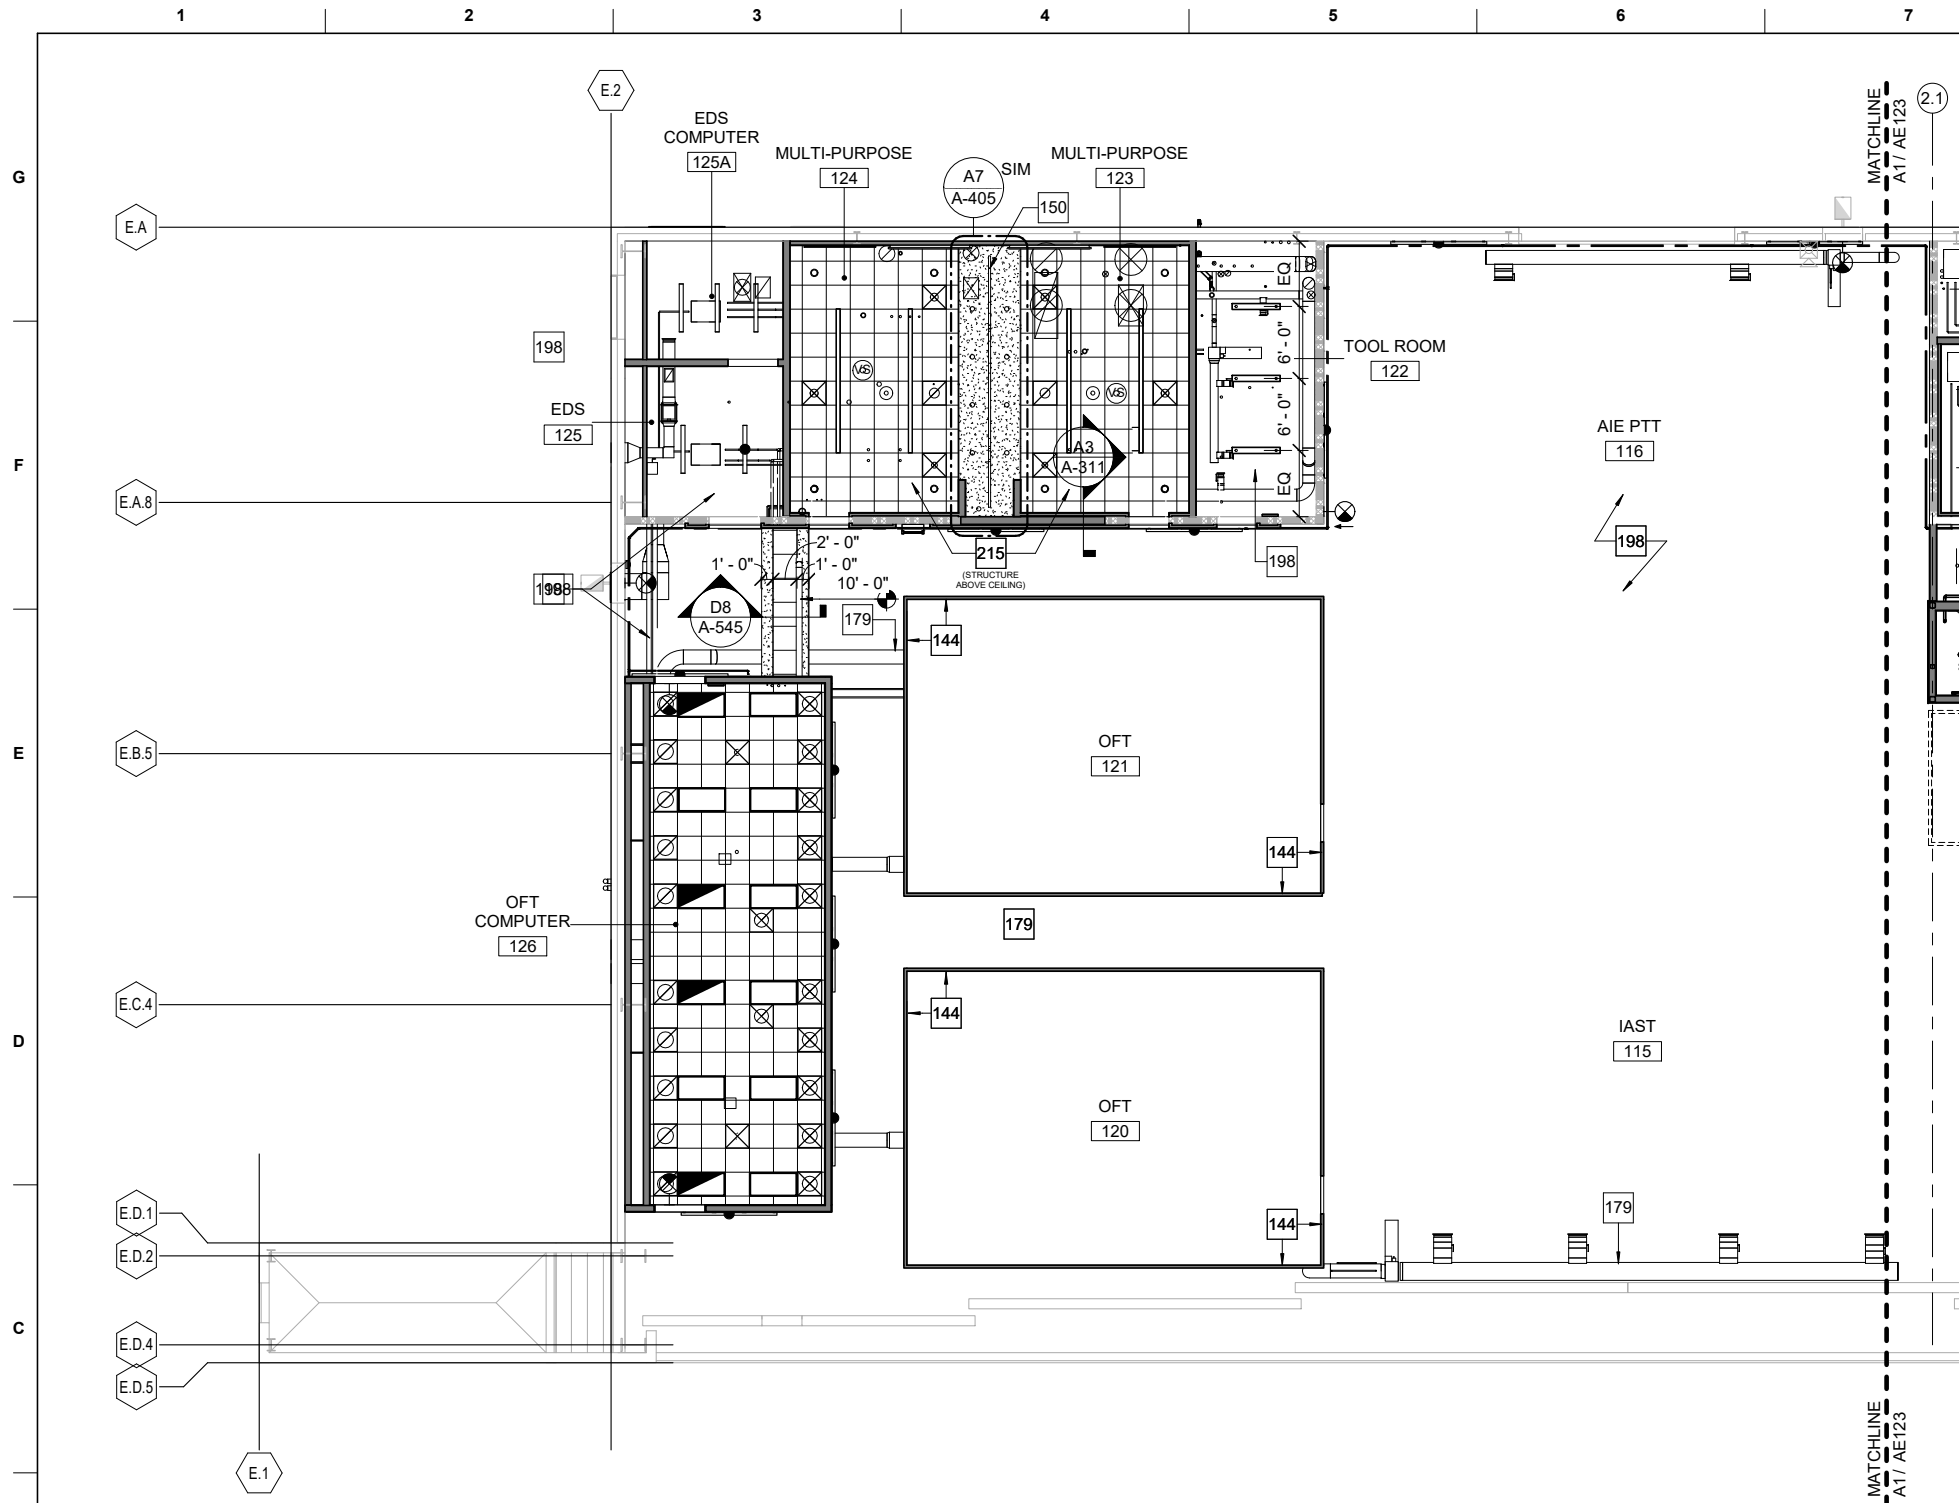 1 2 3 4 5 6 7
E.2
2.1
MATCHLINE
A1 / AE123
EDS
COMPUTER
125A
MULTI-PURPOSE
124
A7
A-405
SIM
MULTI-PURPOSE
123
150
G
E.A
EQ
198
6' - 0"
TOOL ROOM
122
VS
VS
EDS
125
6' - 0"
AIE PTT
116
A3
A-311
F
EQ
E.A.8
2' - 0"
198
215
(STRUCTURE
ABOVE CEILING)
198
1' - 0"
1' - 0"
10' - 0"
198
D8
A-545
179
144
E
E.B.5
OFT
121
144
OFT
COMPUTER
126
179
E.C.4
144
D
IAST
115
OFT
120
E.D.1
179
144
E.D.2
C
E.D.4
E.D.5
MATCHLINE
A1 / AE123
E.1